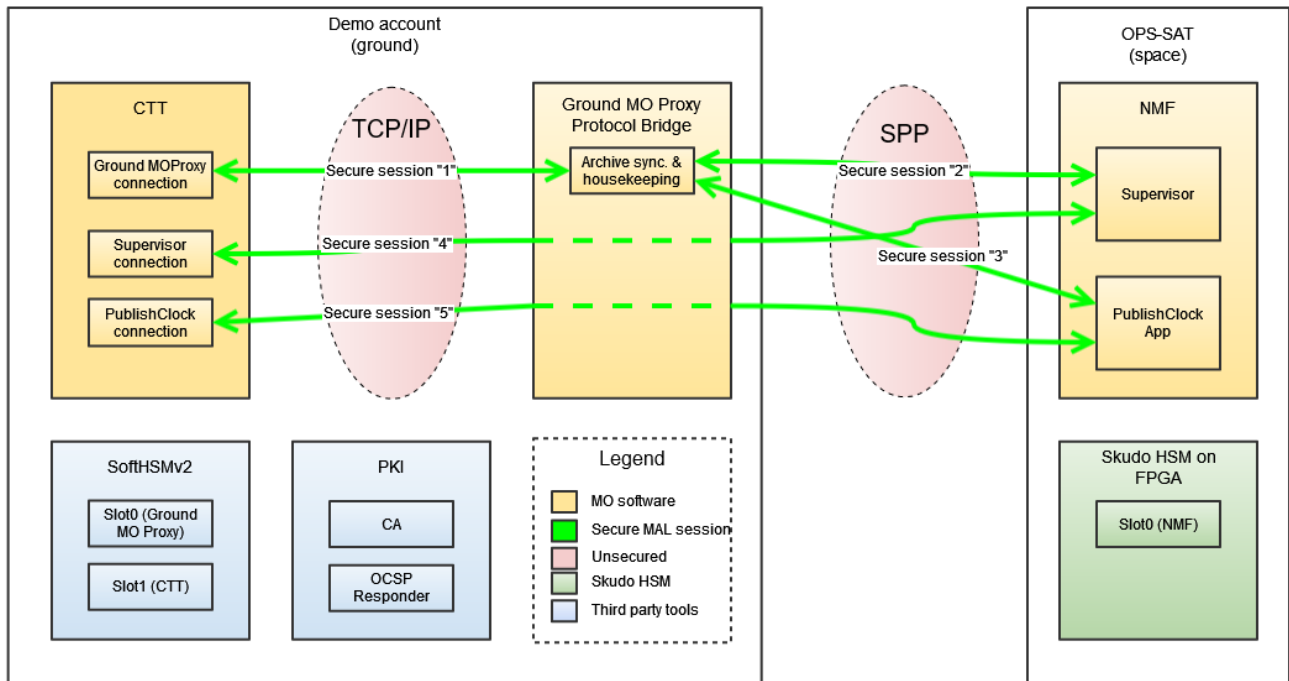 Demo account
(ground)
OPS-SAT
(space)
CTT
TCP/IP
Ground MO Proxy
Protocol Bridge
SPP
NMF
Ground MOProxy
connection
Secure session "1"
Archive sync. &
housekeeping
Secure session "2"
Supervisor
Supervisor
connection
Secure session "4"
Secure session "3"
PublishClock
connection
Secure session "5"
PublishClock
App
SoftHSMv2
Slot0 (Ground
MO Proxy)
Slot1 (CTT)
PKI
CA
OCSP
Responder
Legend
MO software
Secure MAL session
Unsecured
Skudo HSM
Third party tools
Skudo HSM on
FPGA
Slot0 (NMF)